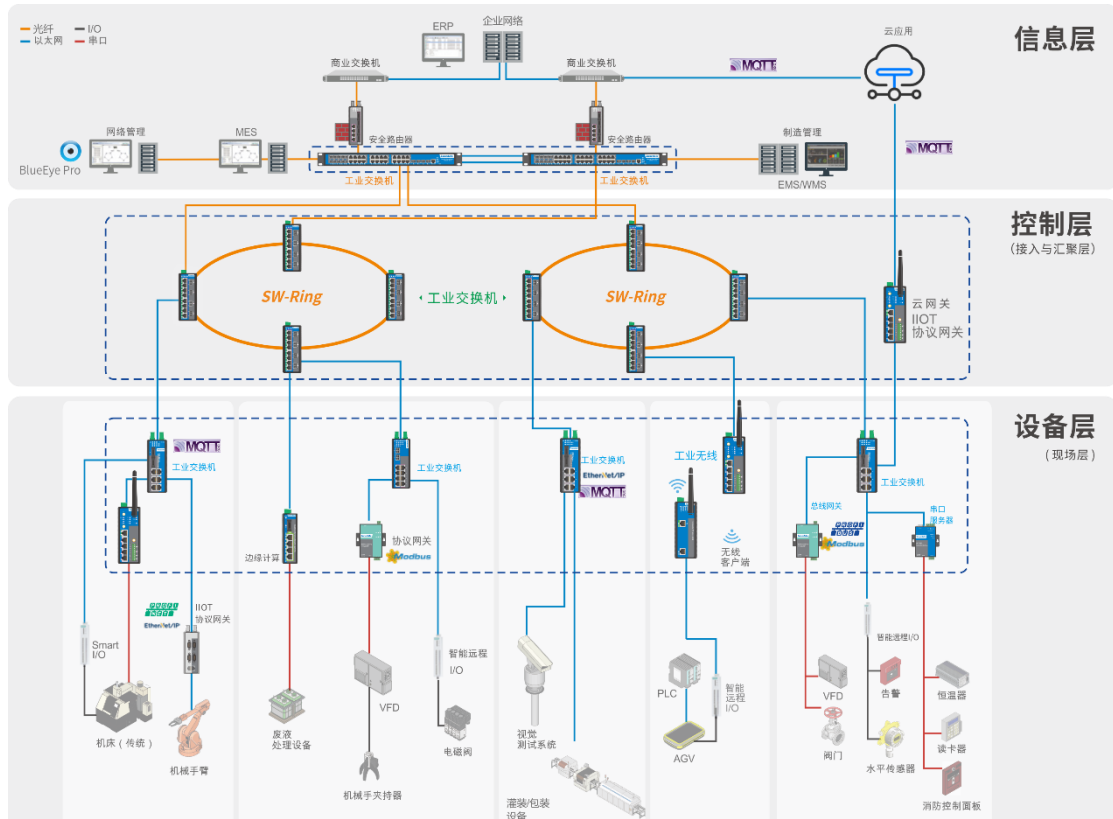 光纤
I/O
以太网
串口
信息层
ERP
企业网络
云应用
商业交换机
商业交换机
MQTT
网络管理
MES
安全路由器
安全路由器
制造管理
BlueEye Pro
MQTT
工业交换机
工业交换机
EMS/WMS
控制层
(接入与汇聚层)
SW-Ring
工业交换机
SW-Ring
云网关
IIOT
协议网关
设备层
(现场层)
MQTT
工业交换机
工业交换机
工业交换机
EtherNet/IP
MQTT
工业无线
工业交换机
总线网关
PROFI
BUS
Modbus
串口
服务器
边缘计算
协议网关
Modbus
无线
客户端
PROFI
NET
EtherNet/IP
IIOT
协议网关
Smart
I/O
智能远程
I/O
智能远程I/O
机床(传统)
机械手臂
废液
处理设备
VFD
电磁阀
机械手夹持器
视觉
测试系统
灌装/包装
设备
PLC
智能
远程
I/O
AGV
VFD
告警
恒温器
阀门
水平传感器
读卡器
消防控制面板